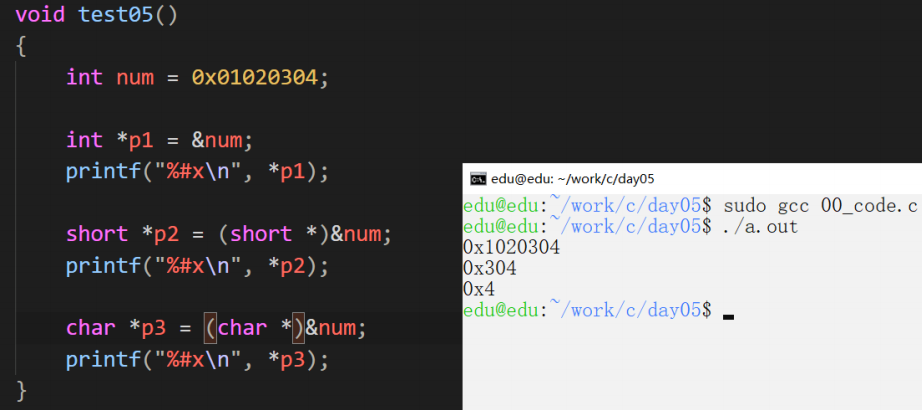 void test05()
{
    int num = 0x01020304;
    int *p1 = &num;
    printf("%#x\n", *p1);
    short *p2 = (short *)&num;
    printf("%#x\n", *p2);
    char *p3 = (char *)&num;
    printf("%#x\n", *p3);
}
edu@edu: ~/work/c/day05
edu@edu:~/work/c/day05$ sudo gcc 00_code.c
edu@edu:~/work/c/day05$ ./a.out
0x1020304
0x304
0x4
edu@edu:~/work/c/day05$